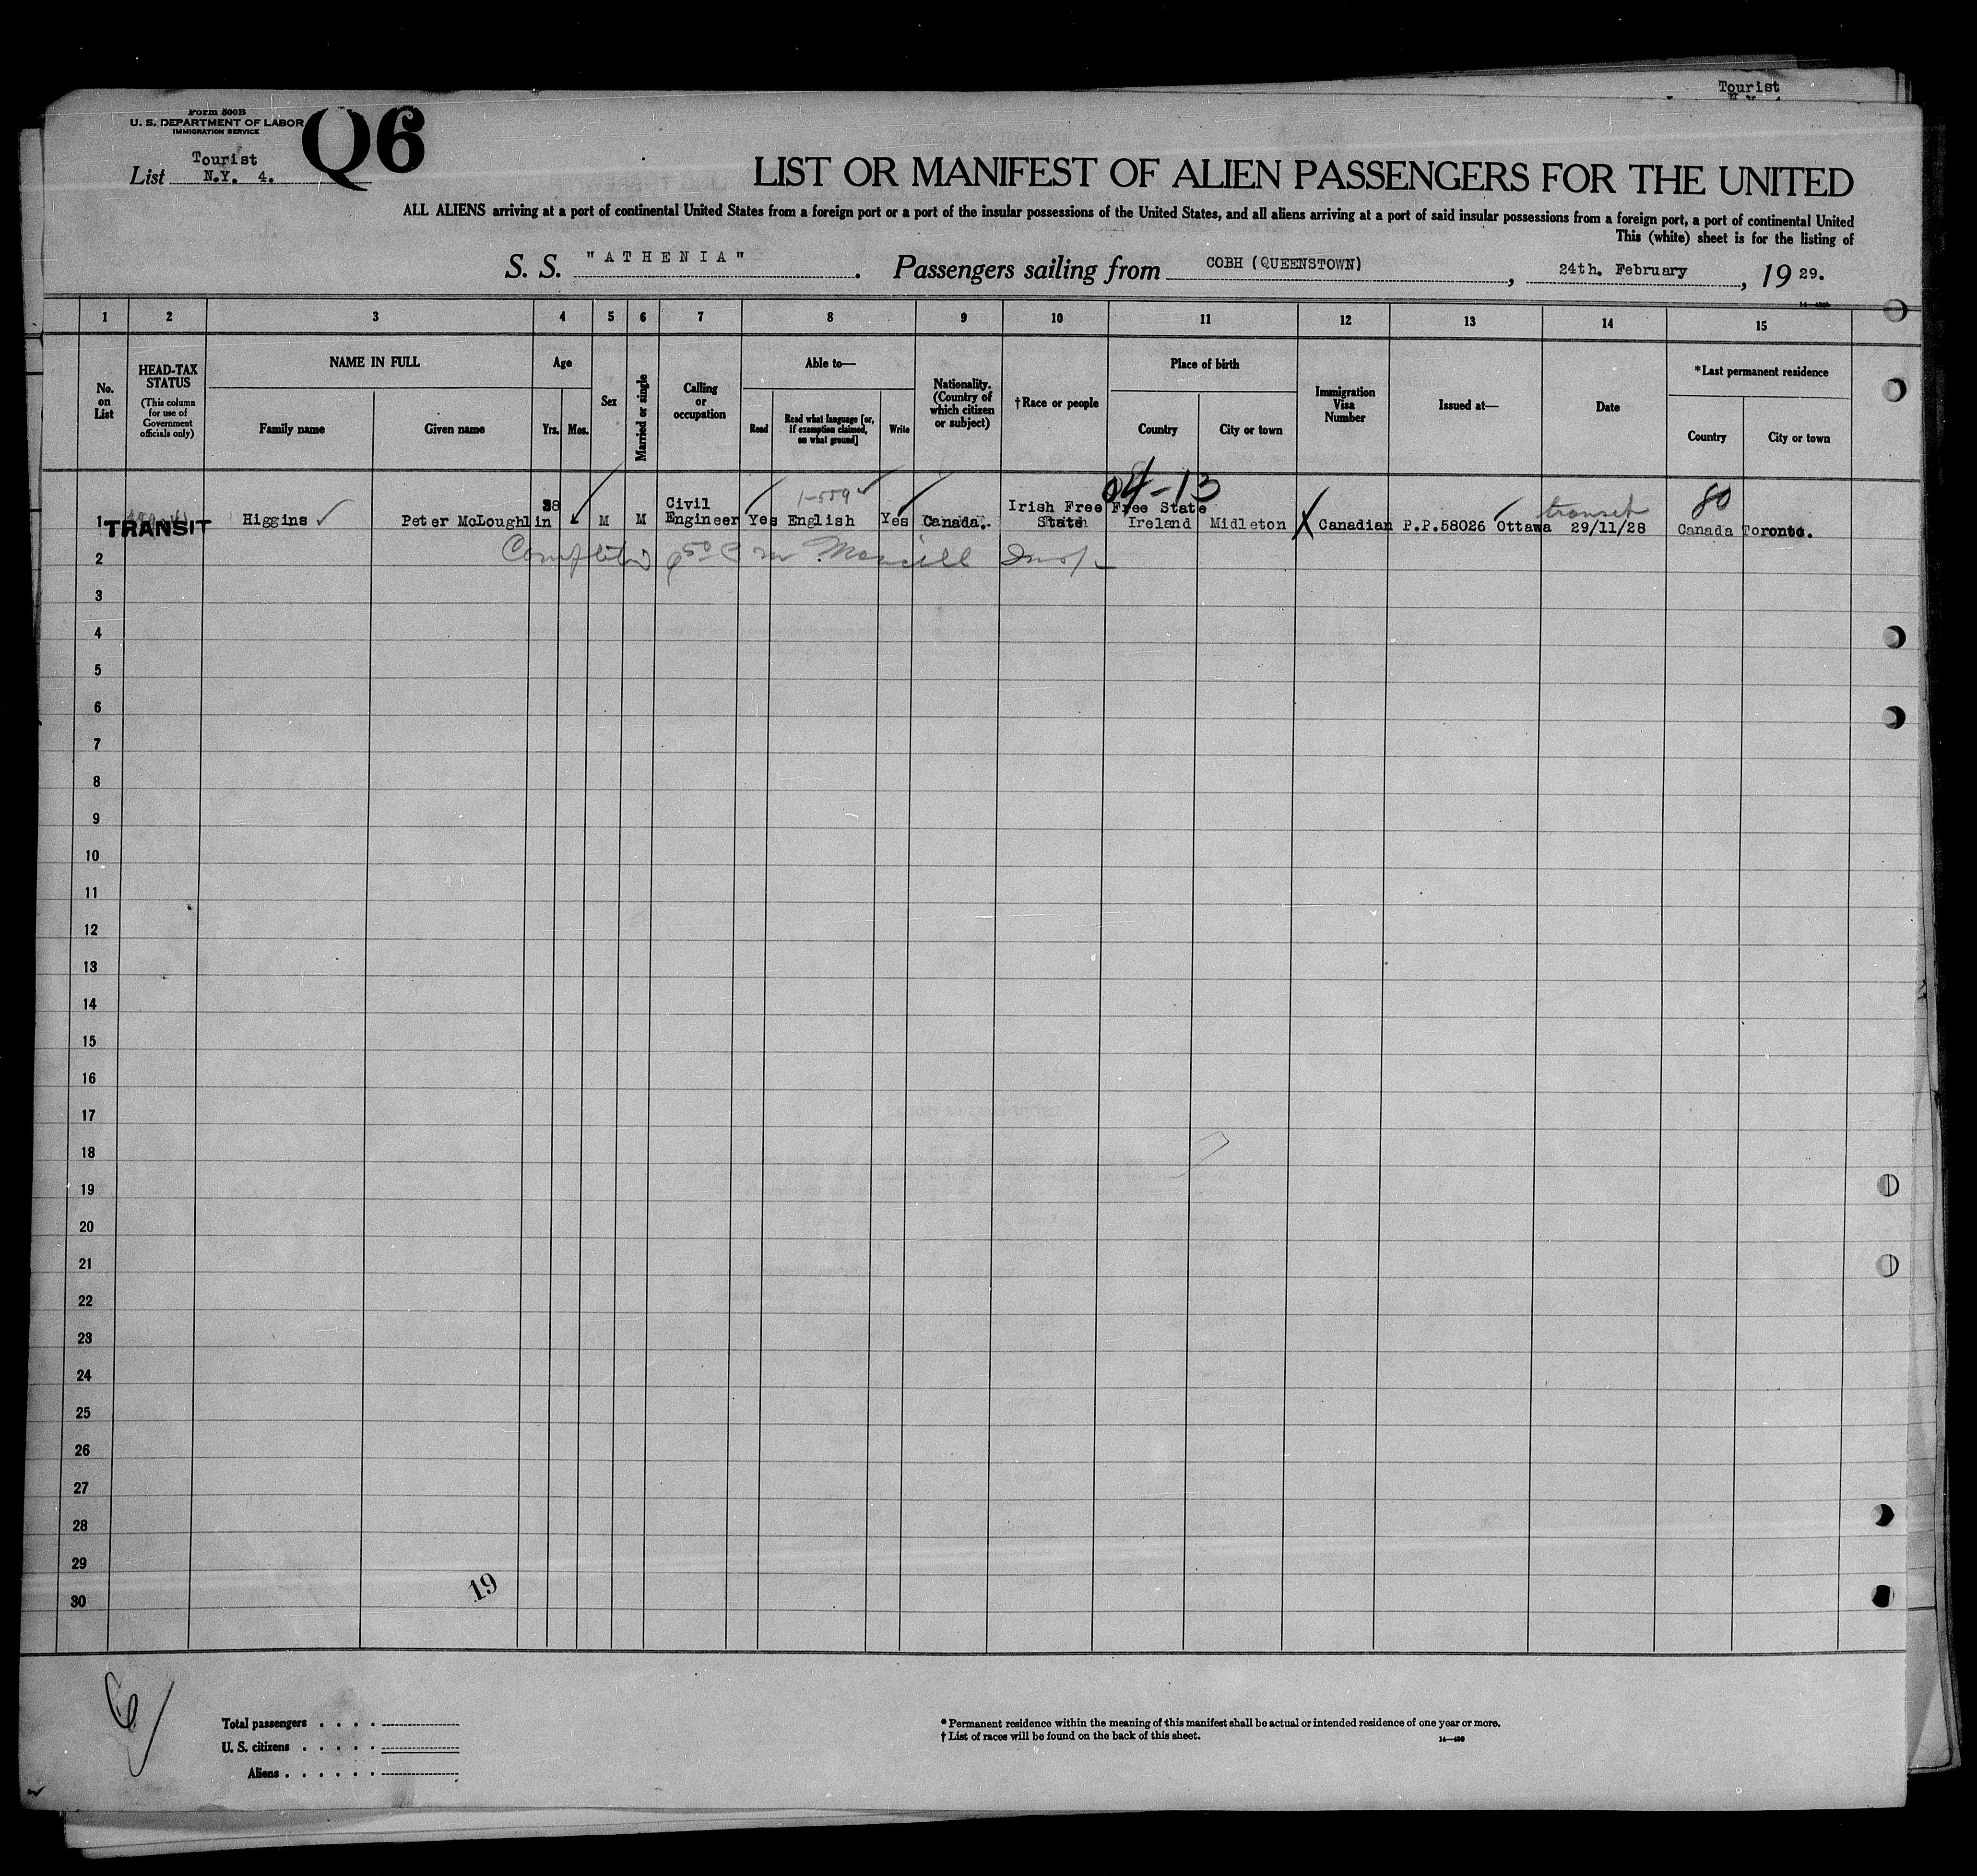 Tourist
Form 500B
U. S. DEPARTMENT OF LABOR
IMMIGRATION SERVICE
Q6
Tourist
List N.Y. 4.
LIST OR MANIFEST OF ALIEN PASSENGERS FOR THE UNITED
ALL ALIENS arriving at a port of continental United States from a foreign port or a port of the insular possessions of the United States, and all aliens arriving at a port of said insular possessions from a foreign port, a port of continental United
This (white) sheet is for the listing of
S. S. "ATHENIA". Passengers sailing from COBH (QUEENSTOWN), 24th. February, 19 29.
1 2 3 4 5 6 7 8 9 10 11 12 13 14 15
No. on List
HEAD-TAX STATUS
(This column for use of Government officials only)
NAME IN FULL
Family name
Given name
Age
Yrs.
Mos.
Sex
Married or single
Calling or occupation
Able to—
Read
Read what language [or, if exemption claimed, on what ground]
Write
Nationality. (Country of which citizen or subject)
†Race or people
Place of birth
Country
City or town
Immigration Visa Number
Issued at—
Date
*Last permanent residence
Country
City or town
04-13
1-559
transit
80
1 TRANSIT Higgins Peter McLoughlin 38 M M Civil Engineer Yes English Yes Canada. Irish Free State Free State Ireland Midleton Canadian P.P.58026 Ottawa 29/11/28 Canada Toronto.
2
3
4
5
6
7
8
9
10
11
12
13
14
15
16
17
18
19
20
21
22
23
24
25
26
27
28
29
30
19
6/
Total passengers . . . .
U. S. citizens . . . . .
Aliens . . . . . .
* Permanent residence within the meaning of this manifest shall be actual or intended residence of one year or more.
† List of races will be found on the back of this sheet.